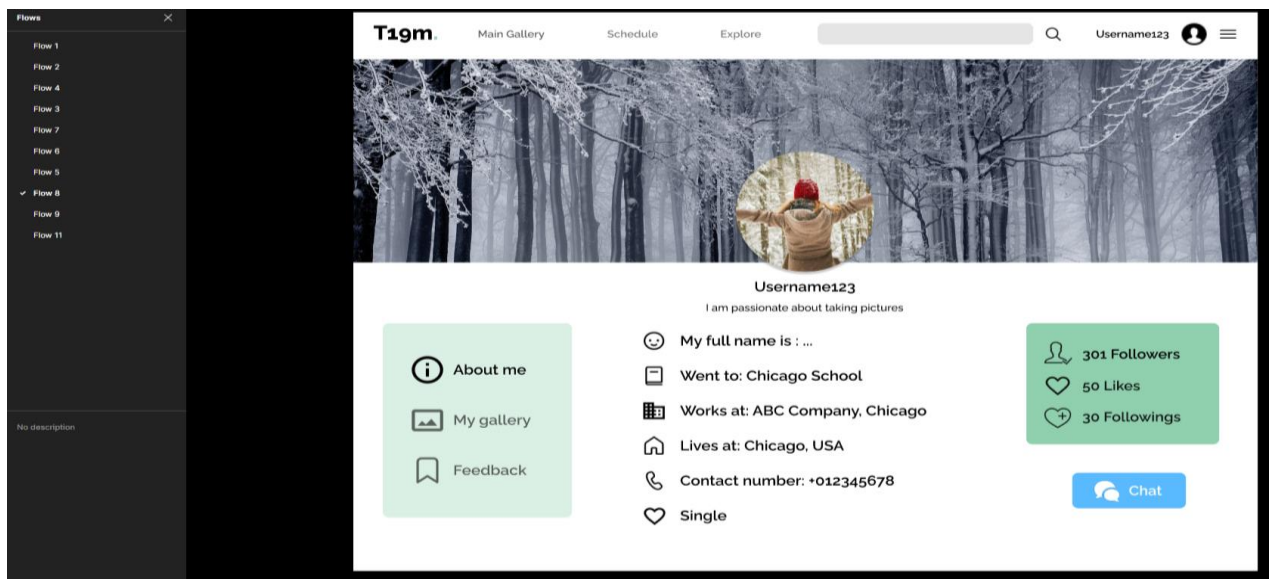 Flows
Flow 1
Flow 2
Flow 4
Flow 3
Flow 7
Flow 6
Flow 5
Flow 8
Flow 9
Flow 11
No description
T19m.
Main Gallery
Schedule
Explore
Username123
Username123
I am passionate about taking pictures
About me
My gallery
Feedback
My full name is : ...
Went to: Chicago School
Works at: ABC Company, Chicago
Lives at: Chicago, USA
Contact number: +012345678
Single
301 Followers
50 Likes
30 Followings
Chat